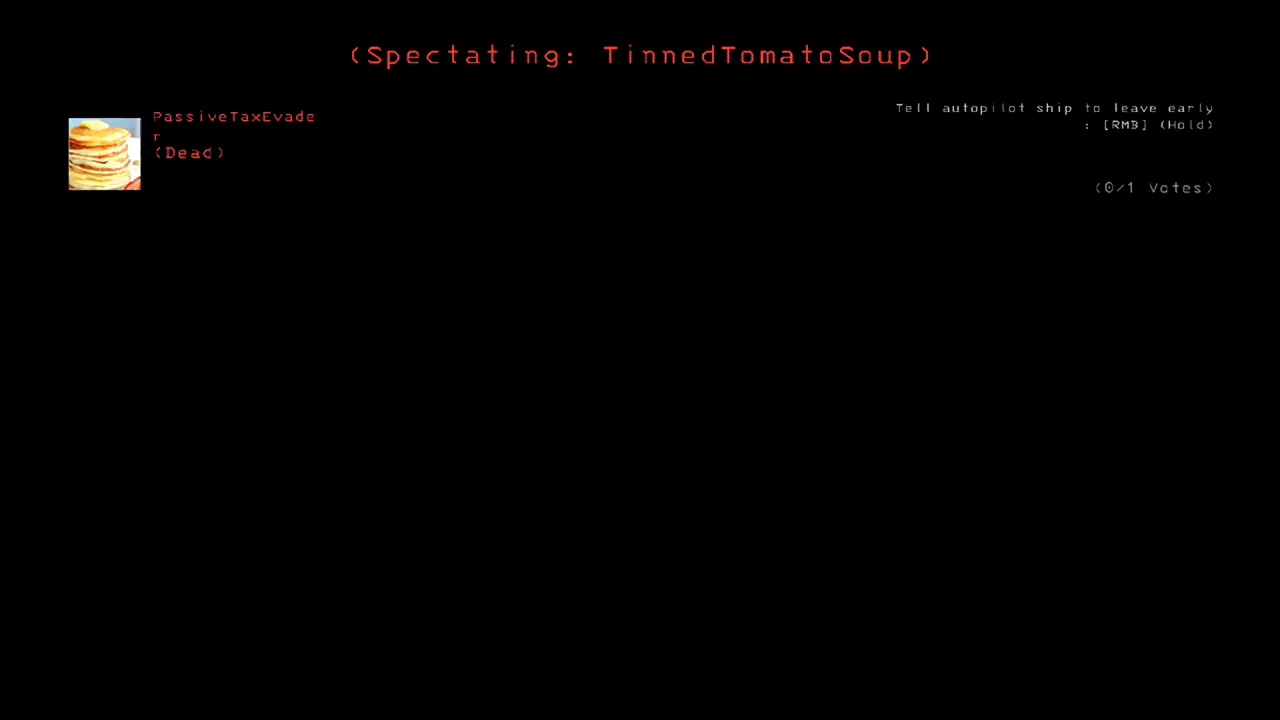 (Spectating: TinnedTomatoSoup)
PassiveTaxEvade
r
(Dead)
Tell autopilot ship to leave early
: [RMB] (Hold)
(0/1 Votes)